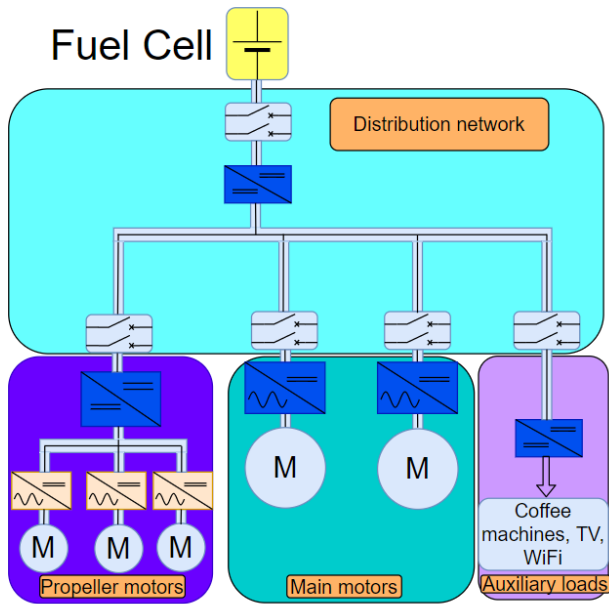 Fuel Cell
Distribution network
M
M
M
M
M
Coffee
machines, TV,
WiFi
Propeller motors
Main motors
Auxiliary loads